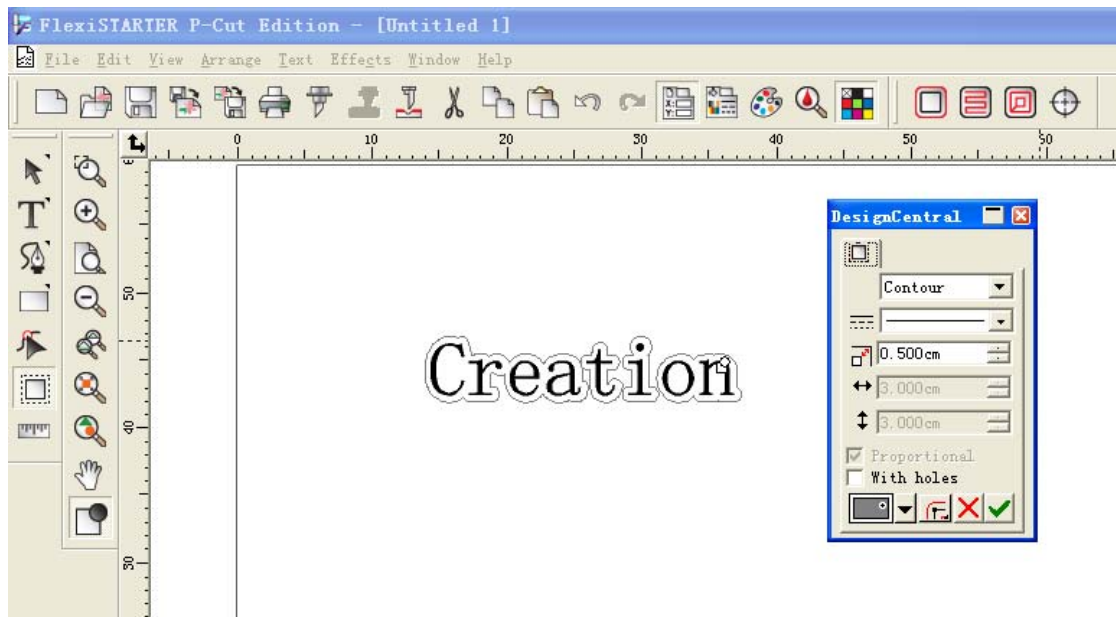 FlexiSTARTER P-Cut Edition - [Untitled 1]
File Edit View Arrange Text Effects Window Help
0 10 20 30 40 50 60
50
40
30
Creation
DesignCentral
Contour
0.500cm
3.000cm
3.000cm
Proportional
With holes